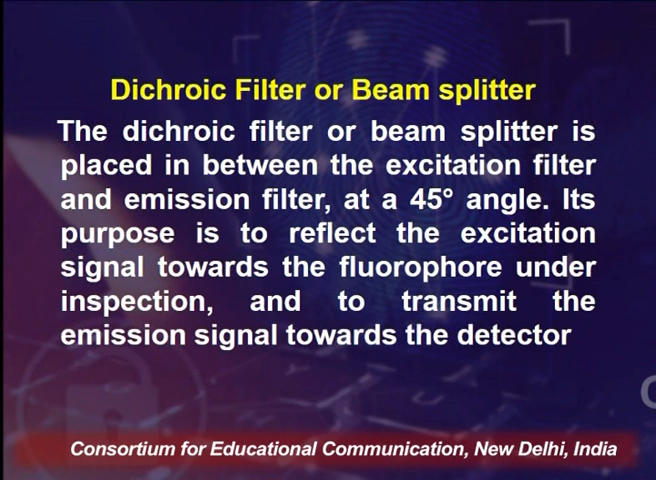 Dichroic Filter or Beam splitter
The dichroic filter or beam splitter is
placed in between the excitation filter
and emission filter, at a 45° angle. Its
purpose is to reflect the excitation
signal towards the fluorophore under
inspection, and to transmit the
emission signal towards the detector
Consortium for Educational Communication, New Delhi, India